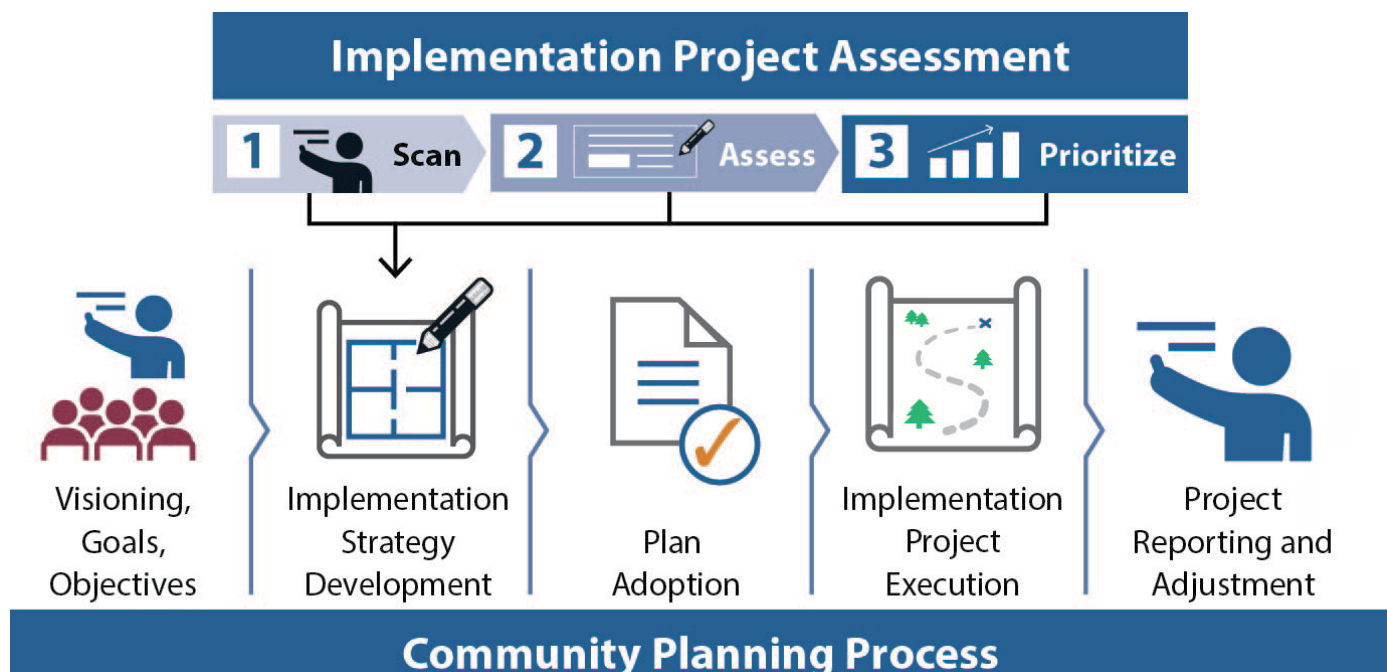 Implementation Project Assessment
1 Scan
2 Assess
3 Prioritize
Visioning,
Goals,
Objectives
Implementation
Strategy
Development
Plan
Adoption
Implementation
Project
Execution
Project
Reporting and
Adjustment
Community Planning Process